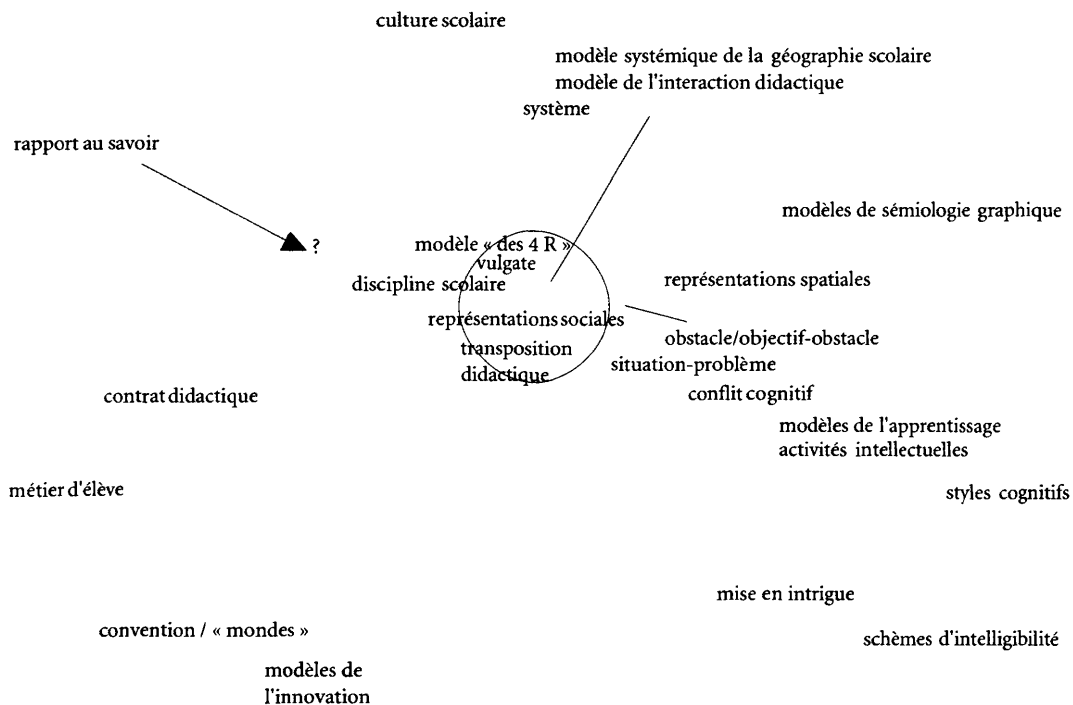 culture scolaire
modèle systémique de la géographie scolaire
modèle de l'interaction didactique
système
rapport au savoir
modèles de sémiologie graphique
?
modèle « des 4 R »
vulgate
discipline scolaire
représentations spatiales
représentations sociales
obstacle/objectif-obstacle
transposition
didactique
situation-problème
conflit cognitif
contrat didactique
modèles de l'apprentissage
activités intellectuelles
métier d'élève
styles cognitifs
mise en intrigue
convention / « mondes »
schèmes d'intelligibilité
modèles de
l'innovation